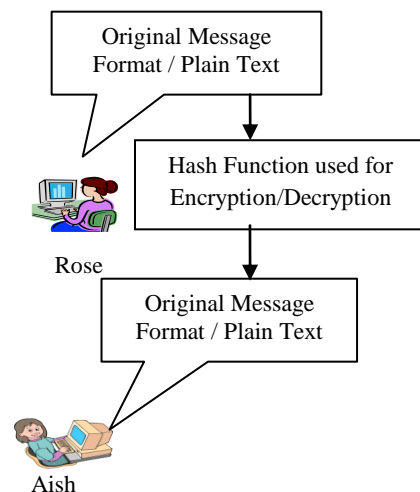 Original Message
Format / Plain Text
Hash Function used for
Encryption/Decryption
Rose
Original Message
Format / Plain Text
Aish